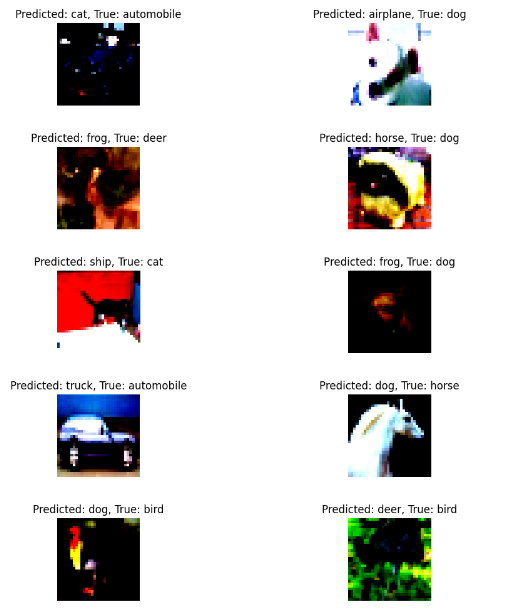 Predicted: cat, True: automobile
Predicted: airplane, True: dog
Predicted: frog, True: deer
Predicted: horse, True: dog
Predicted: ship, True: cat
Predicted: frog, True: dog
Predicted: truck, True: automobile
Predicted: dog, True: horse
Predicted: dog, True: bird
Predicted: deer, True: bird